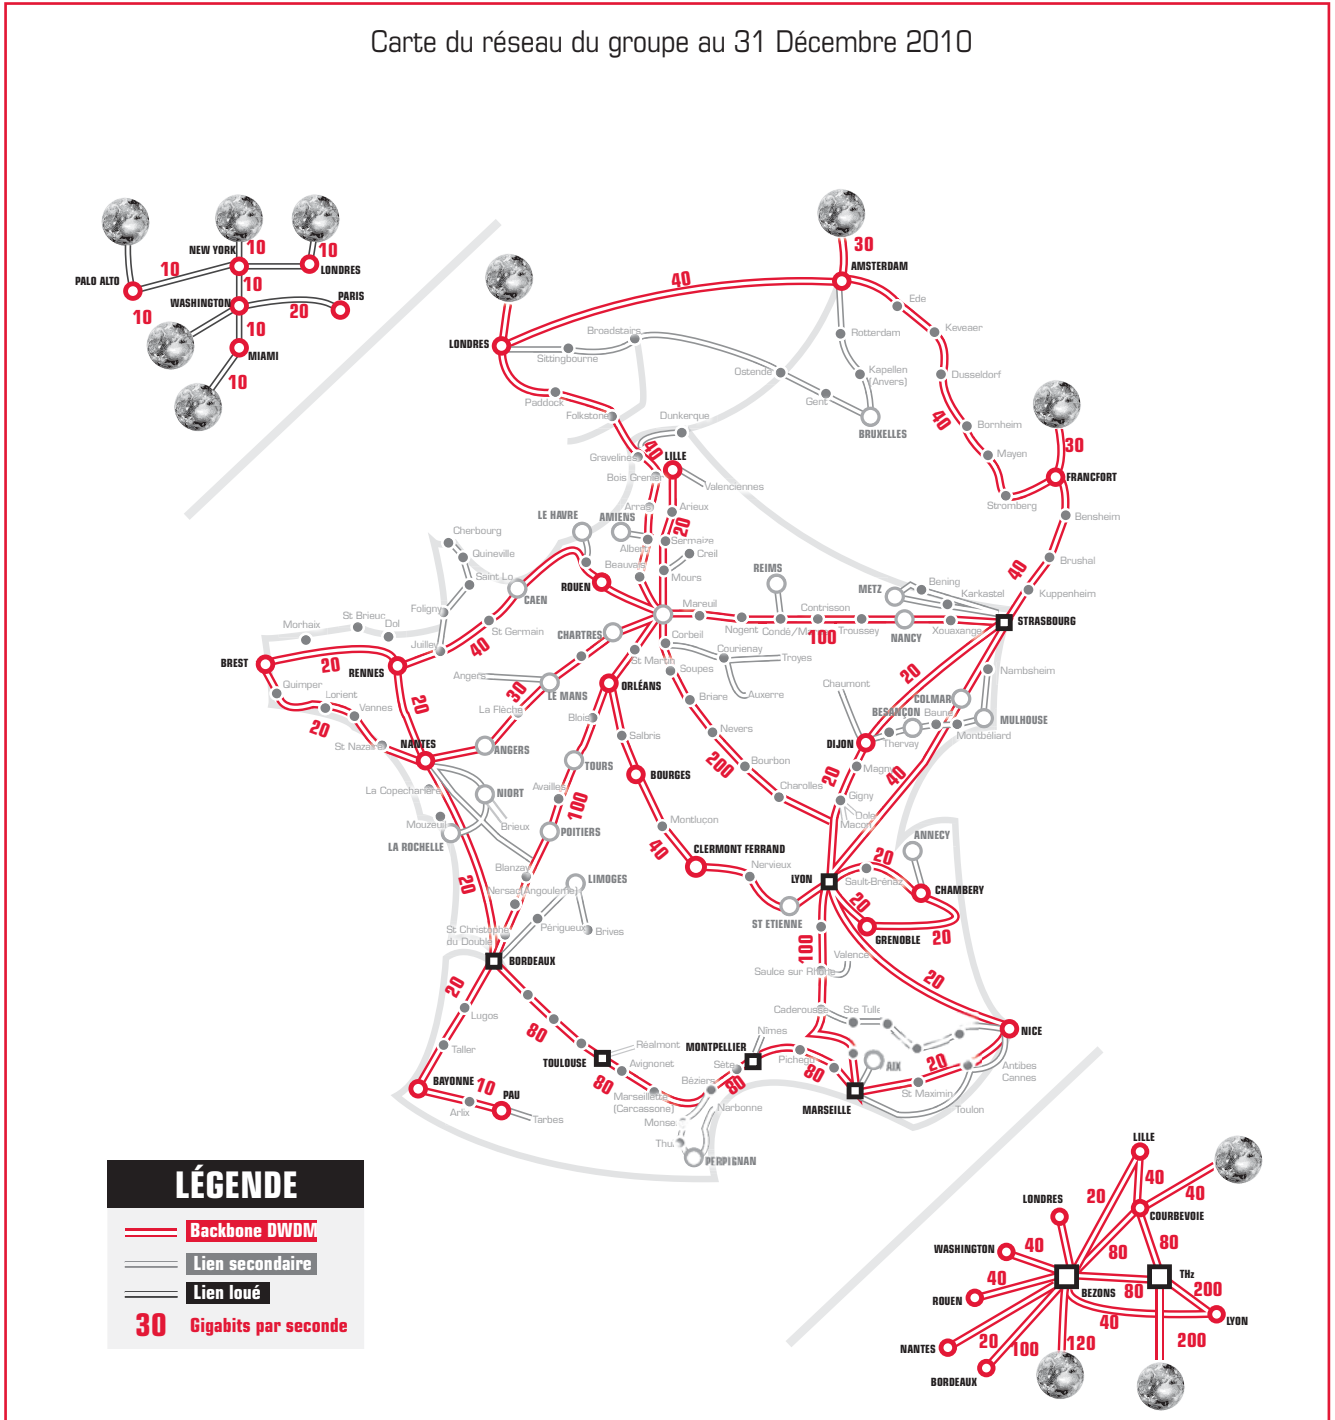 Carte du réseau du groupe au 31 Décembre 2010
NEW YORK
10
10
10
LONDRES
PALO ALTO
10
WASHINGTON
PARIS
20
10
10
MIAMI
10
30
AMSTERDAM
40
Ede
Keveaer
LONDRES
Broadstairs
Sittingbourne
Rotterdam
Ostende
Kapellen
(Anvers)
Dusseldorf
Gent
Paddock
Folkstone
Dunkerque
BRUXELLES
40
Bornheim
30
40
Gravelines
LILLE
Mayen
Bois Grenier
Valenciennes
FRANCFORT
Stromberg
LE HAVRE
AMIENS
Arras
Arieux
20
Bensheim
Cherbourg
Albert
Sermaize
Creil
Quineville
Beauvais
Mours
REIMS
METZ
Bening
Brushal
40
Saint Lo
ROUEN
Karkastel
Kuppenheim
CAEN
Foligny
Mareuil
Contrisson
St Brieuc
Morhaix
Dol
St Germain
CHARTRES
Nogent
Condé/Ma
Troussey
NANCY
Xouaxange
STRASBOURG
100
Juilley
40
Corbeil
Courienay
Troyes
BREST
20
RENNES
St Martin
Soupes
20
Nambsheim
Angers
ORLÉANS
Chaumont
Quimper
Lorient
Vannes
20
20
LE MANS
30
La Flèche
Blois
Briare
Auxerre
COLMAR
BESANÇON
Baune
MULHOUSE
Montbéliard
St Nazaire
NANTES
ANGERS
Salbris
Nevers
DIJON
Thervay
TOURS
BOURGES
200
Bourbon
Magny
20
40
La Copechariere
NIORT
Availles
Charolles
Gigny
100
Dole
Macon
Mouzeuil
LA ROCHELLE
Brieux
POITIERS
Montluçon
40
CLERMONT FERRAND
ANNECY
20
Blanzay
20
LIMOGES
Nervieux
LYON
Sault-Brénaz
CHAMBERY
Nersac(Angouleme)
20
ST ETIENNE
St Christophe
du Double
Périgueux
Brives
GRENOBLE
20
100
BORDEAUX
Valence
Saulce sur Rhône
20
20
Lugos
80
Caderousse
Ste Tulle
NICE
Taller
TOULOUSE
Réalmont
Nîmes
MONTPELLIER
Avignonet
Sète
Pichegu
80
AIX
20
Antibes
Cannes
BAYONNE
10
PAU
Arlix
Tarbes
80
Marseillette
(Carcassone)
Béziers
80
MARSEILLE
St Maximin
Toulon
Narbonne
Thu
PERPIGNAN
LÉGENDE
Backbone DWDM
Lien secondaire
Lien loué
30
Gigabits par seconde
LILLE
40
20
40
LONDRES
COURBEVOIE
WASHINGTON
40
80
80
40
THz
ROUEN
BEZONS
80
200
40
LYON
NANTES
20
100
120
200
BORDEAUX